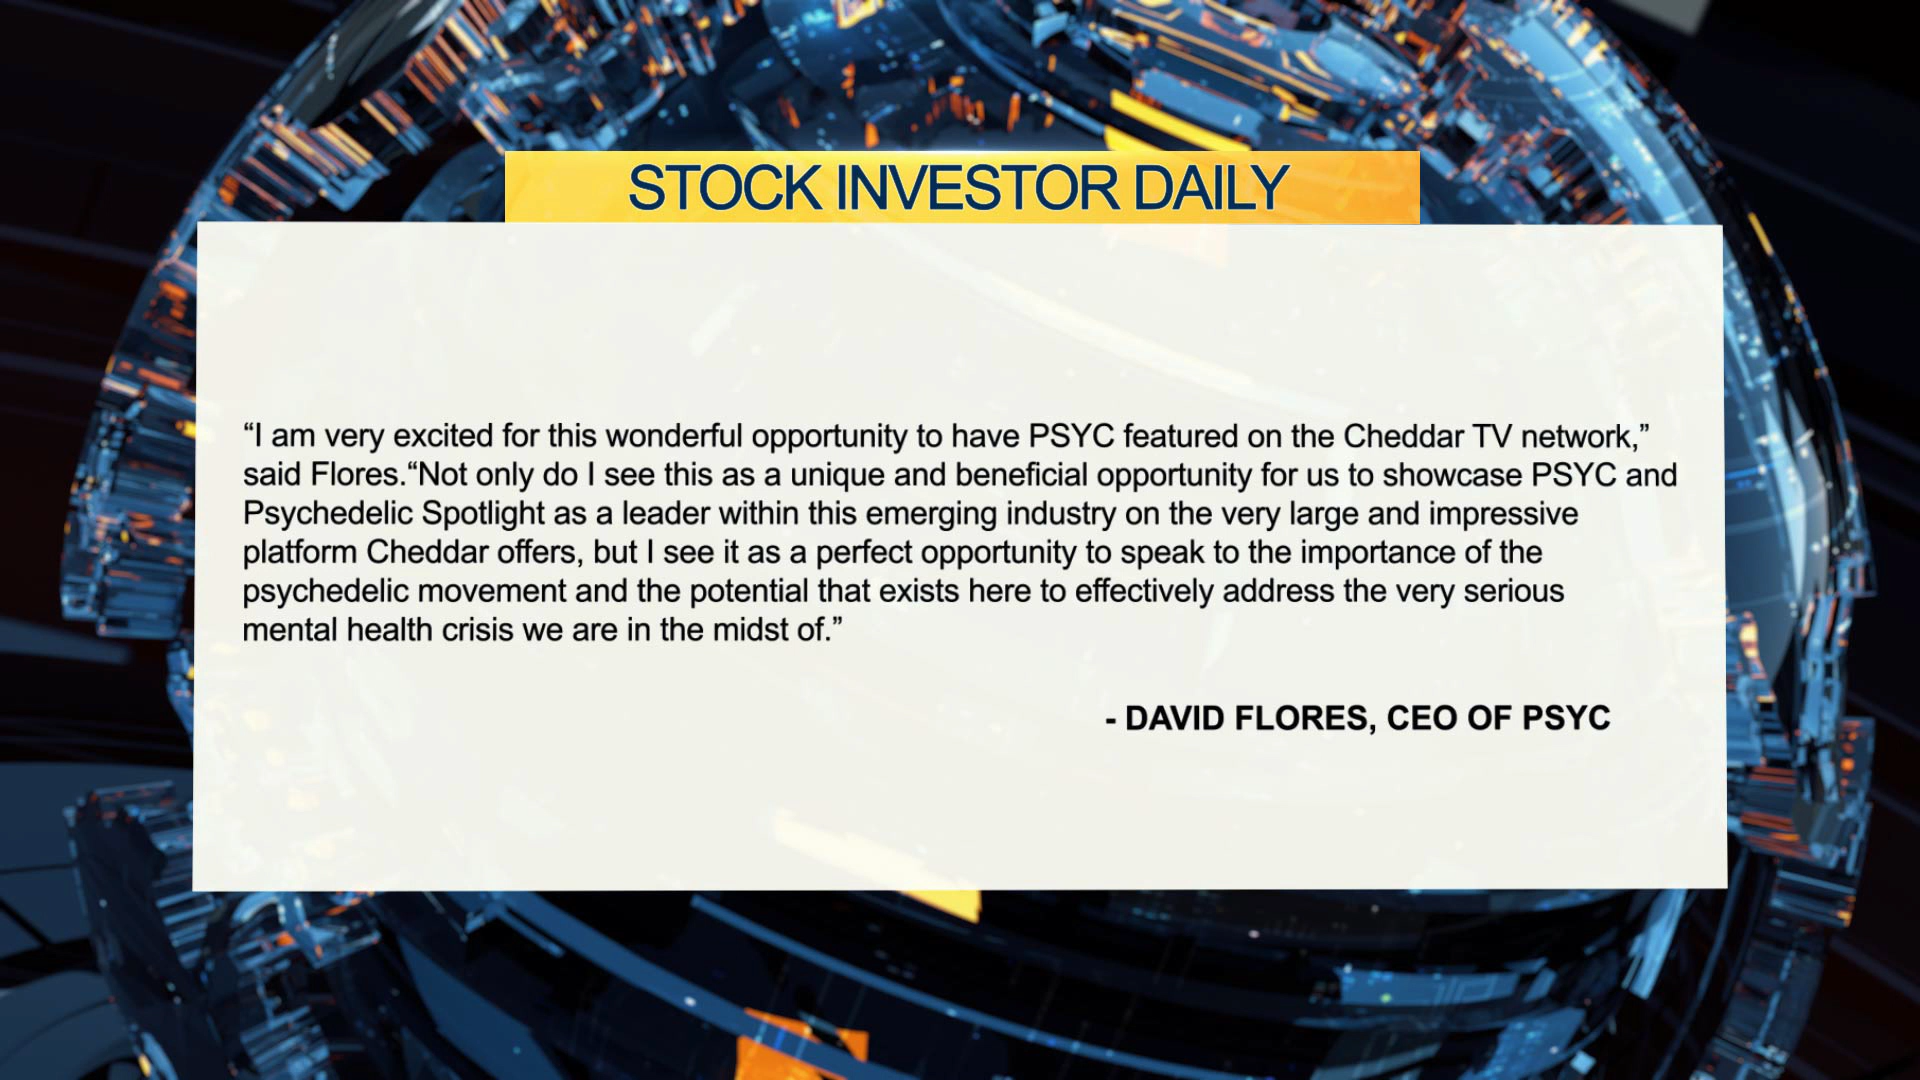 STOCK INVESTOR DAILY
“I am very excited for this wonderful opportunity to have PSYC featured on the Cheddar TV network,”
said Flores.“Not only do I see this as a unique and beneficial opportunity for us to showcase PSYC and
Psychedelic Spotlight as a leader within this emerging industry on the very large and impressive
platform Cheddar offers, but I see it as a perfect opportunity to speak to the importance of the
psychedelic movement and the potential that exists here to effectively address the very serious
mental health crisis we are in the midst of.”
- DAVID FLORES, CEO OF PSYC